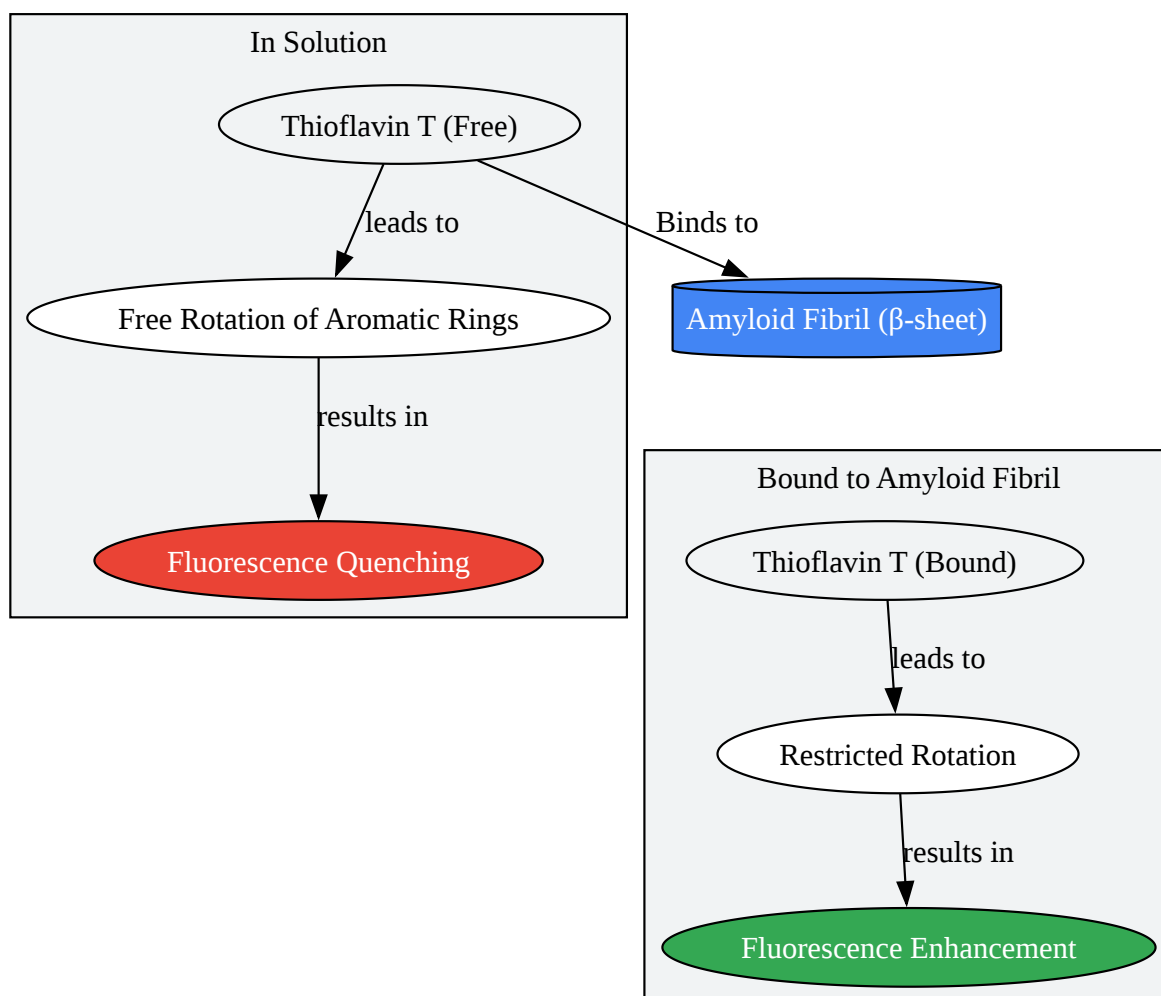 In Solution
Thioflavin T (Free)
leads to
Binds to
Free Rotation of Aromatic Rings
Amyloid Fibril (β-sheet)
results in
Fluorescence Quenching
Bound to Amyloid Fibril
Thioflavin T (Bound)
leads to
Restricted Rotation
results in
Fluorescence Enhancement